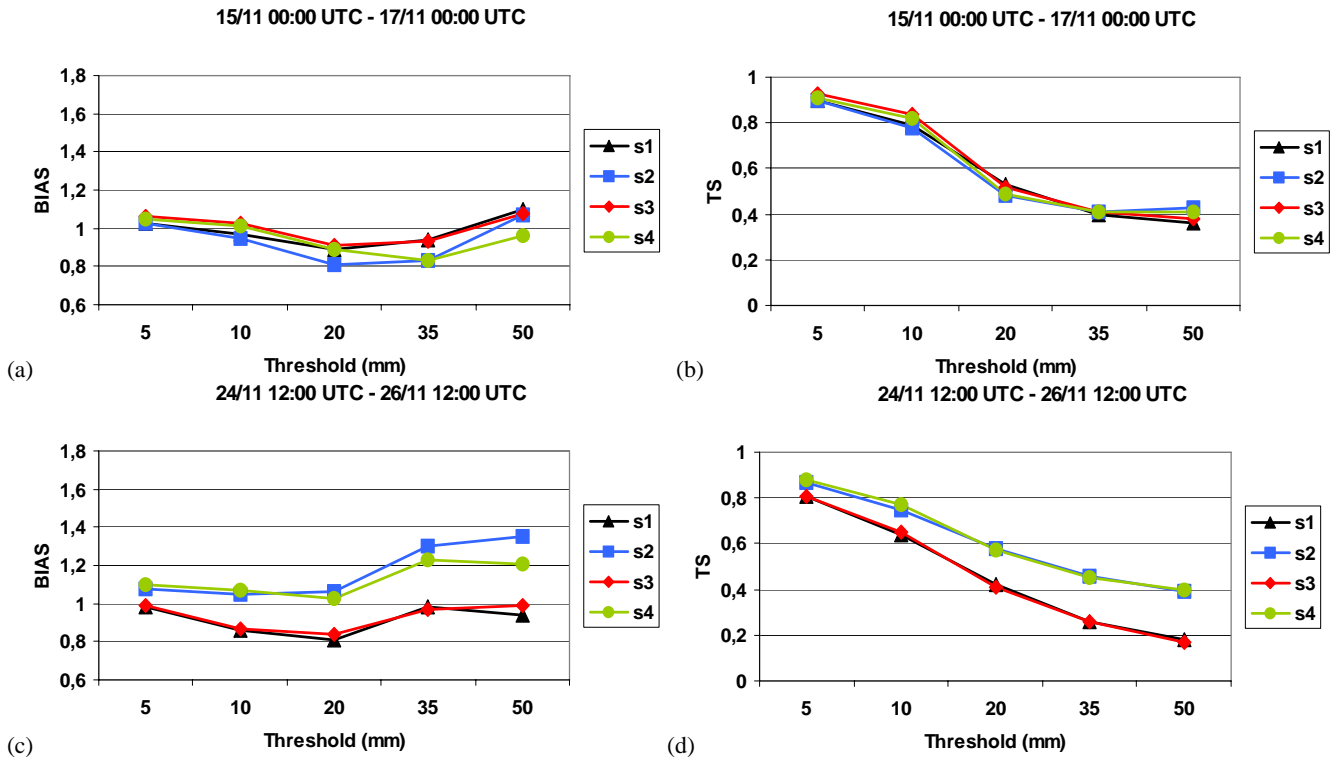 15/11 00:00 UTC - 17/11 00:00 UTC
1,8
1,6
1,4
1,2
1
0,8
0,6
BIAS
5 10 20 35 50
Threshold (mm)
s1
s2
s3
s4
(a)
15/11 00:00 UTC - 17/11 00:00 UTC
1
0,8
0,6
0,4
0,2
0
TS
5 10 20 35 50
Threshold (mm)
s1
s2
s3
s4
(b)
24/11 12:00 UTC - 26/11 12:00 UTC
1,8
1,6
1,4
1,2
1
0,8
0,6
BIAS
5 10 20 35 50
Threshold (mm)
s1
s2
s3
s4
(c)
24/11 12:00 UTC - 26/11 12:00 UTC
1
0,8
0,6
0,4
0,2
0
TS
5 10 20 35 50
Threshold (mm)
s1
s2
s3
s4
(d)